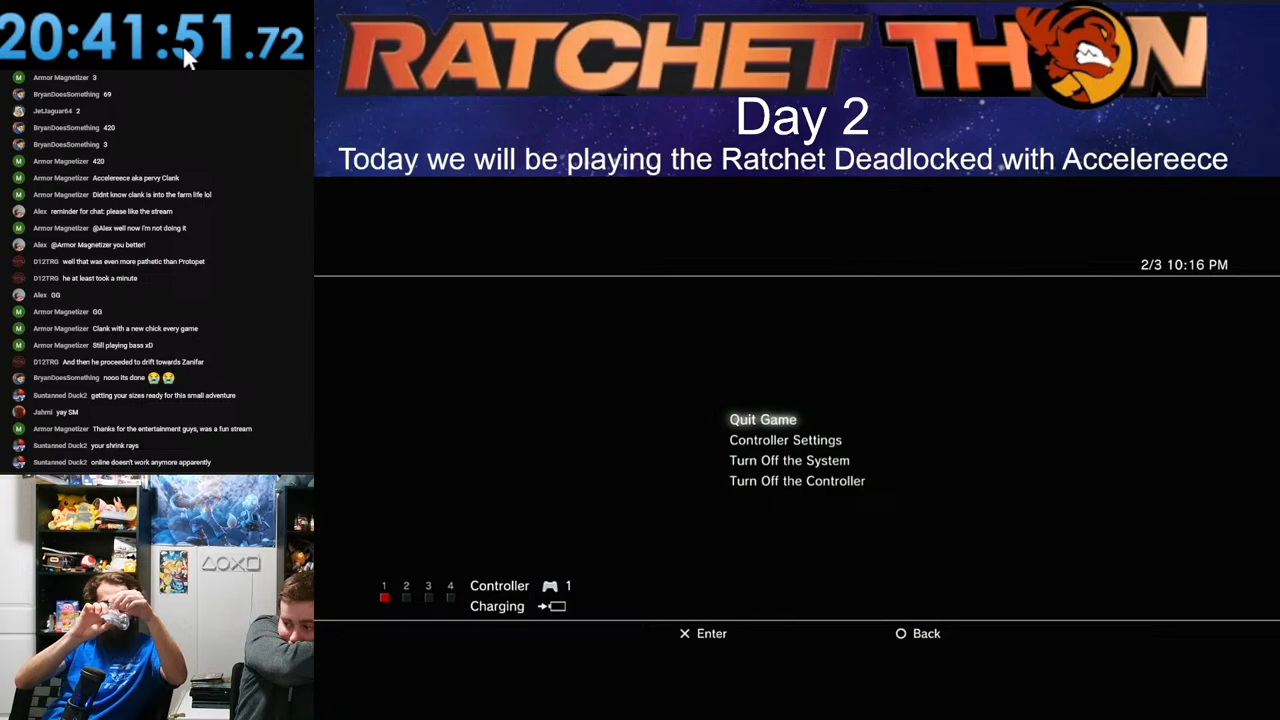 20:41:51.72
Armor Magnetizer 3
BryanDoesSomething 69
JetJaguar64 2
BryanDoesSomething 420
BryanDoesSomething 3
Armor Magnetizer 420
Armor Magnetizer Accelereece aka pervy Clank
Armor Magnetizer Didnt know clank is into the farm life lol
Alex reminder for chat: please like the stream
Armor Magnetizer @Alex well now i'm not doing it
Alex @Armor Magnetizer you better!
D12TRG well that was even more pathetic than Protopet
D12TRG he at least took a minute
Alex GG
Armor Magnetizer GG
Armor Magnetizer Clank with a new chick every game
Armor Magnetizer Still playing bass xD
D12TRG And then he proceeded to drift towards Zanifar
BryanDoesSomething nooo its done 😭 😭
Suntanned Duck2 getting your sizes ready for this small adventure
Jahmi yay SM
Armor Magnetizer Thanks for the entertainment guys, was a fun stream
Suntanned Duck2 your shrink rays
Suntanned Duck2 online doesn't work anymore apparently
RATCHET THON
Day 2
Today we will be playing the Ratchet Deadlocked with Accelereece
2/3 10:16 PM
Quit Game
Controller Settings
Turn Off the System
Turn Off the Controller
1 2 3 4 Controller 1
Charging
✕ Enter ○ Back